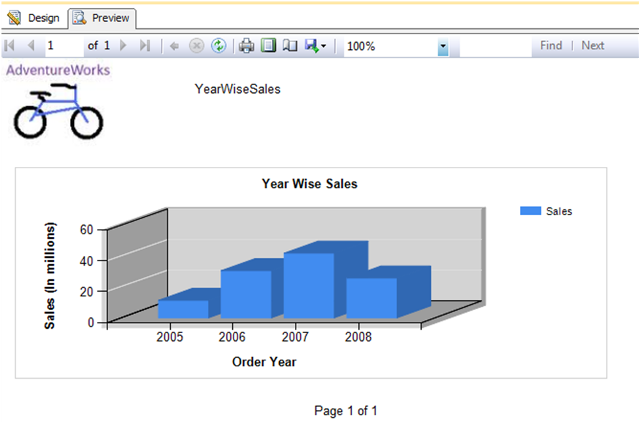 Design Preview
1 of 1 100% Find | Next
AdventureWorks
YearWiseSales
Year Wise Sales
Sales
Sales (In millions)
60
40
20
0
2005 2006 2007 2008
Order Year
Page 1 of 1